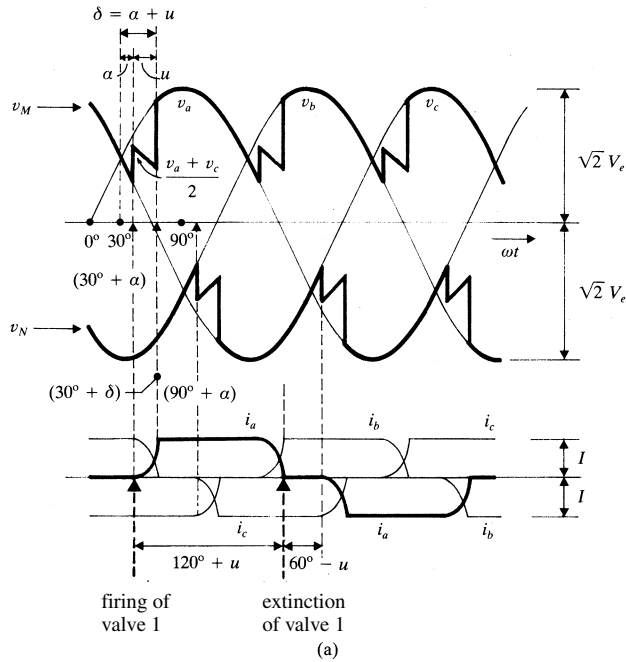 δ = α + u
α
u
v_M
v_a
v_b
v_c
√2 V_e
v_a + v_c
2
0° 30° 90°
ωt
(30° + α)
√2 V_e
v_N
(30° + δ) (90° + α)
i_a i_b i_c
I
I
i_c i_a i_b
120° + u 60° − u
firing of
valve 1
extinction
of valve 1
(a)